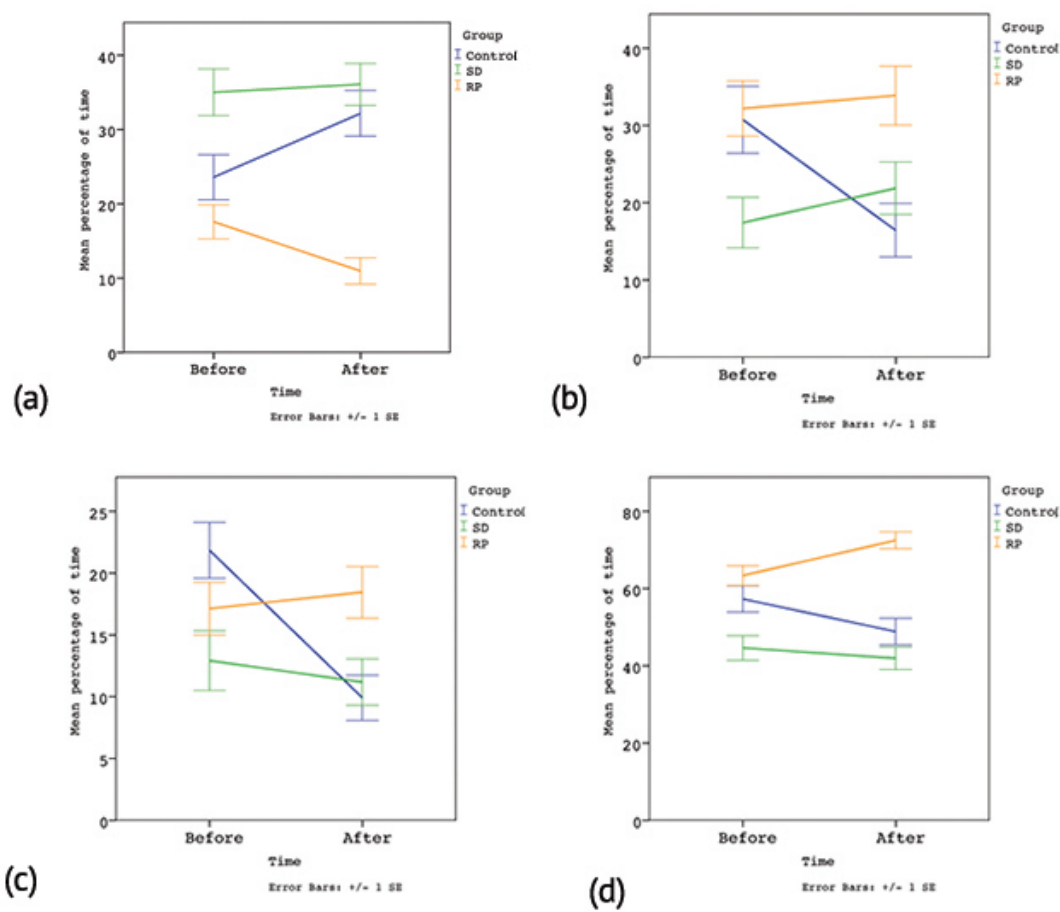 Group
Control
SD
RP
Mean percentage of time
40
30
20
10
0
Before After
Time
Error Bars: +/- 1 SE
(a)
Group
Control
SD
RP
Mean percentage of time
40
30
20
10
0
Before After
Time
Error Bars: +/- 1 SE
(b)
Group
Control
SD
RP
Mean percentage of time
25
20
15
10
5
0
Before After
Time
Error Bars: +/- 1 SE
(c)
Group
Control
SD
RP
Mean percentage of time
80
60
40
20
0
Before After
Time
Error Bars: +/- 1 SE
(d)